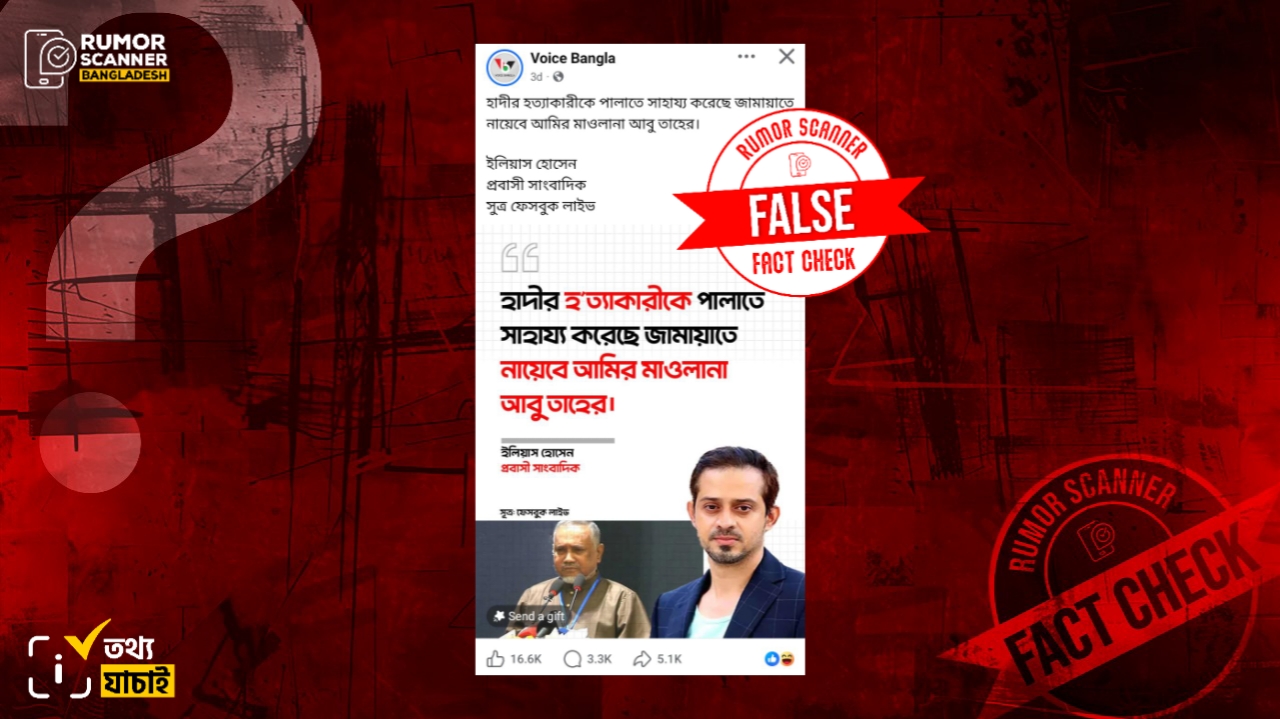 RUMOR
SCANNER
BANGLADESH
Voice Bangla
3d
হাদীর হত্যাকারীকে পালাতে সাহায্য করেছে জামায়াতে
নায়েবে আমির মাওলানা আবু তাহের।
ইলিয়াস হোসেন
প্রবাসী সাংবাদিক
সুত্র ফেসবুক লাইভ
RUMOR SCANNER
FALSE
FACT CHECK
হাদীর হ'ত্যাকারীকে পালাতে
সাহায্য করেছে জামায়াতে
নায়েবে আমির মাওলানা
আবু তাহের।
ইলিয়াস হোসেন
প্রবাসী সাংবাদিক
সূত্র: ফেসবুক লাইভ
Send a gift
16.6K 3.3K 5.1K
তথ্য
যাচাই
RUMOR SCANNER
FACT CHECK